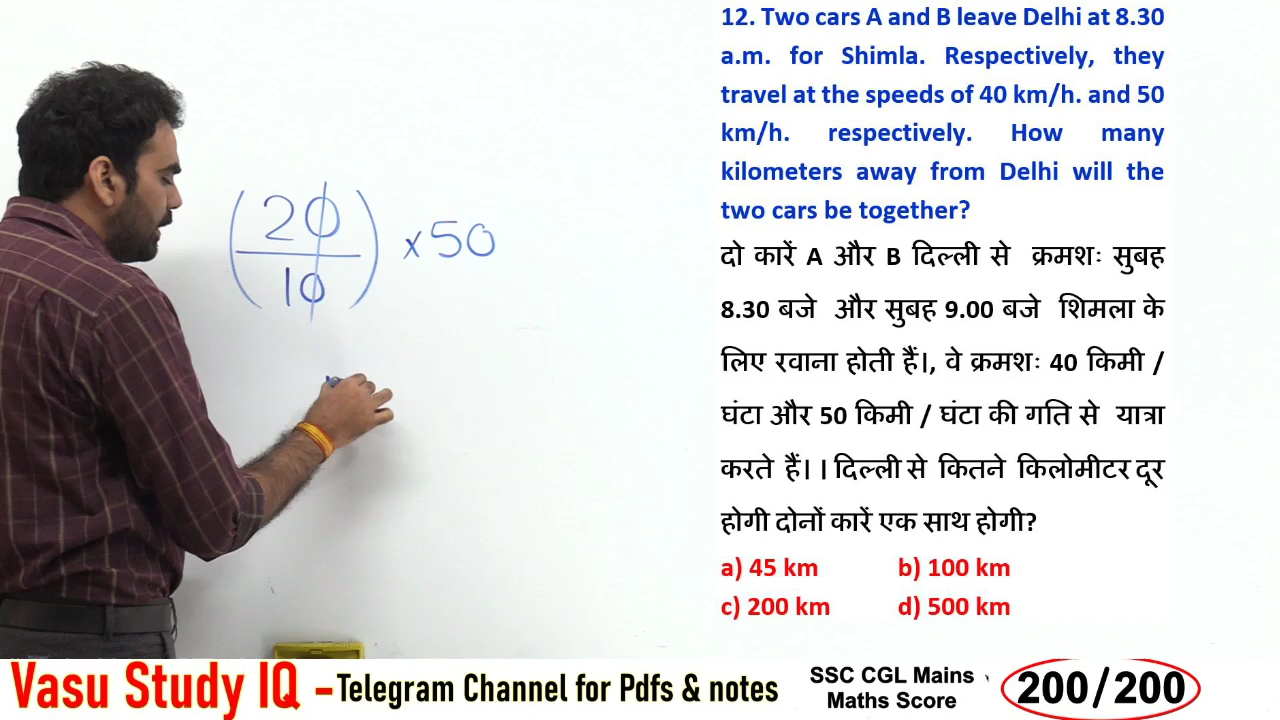 12. Two cars A and B leave Delhi at 8.30
a.m. for Shimla. Respectively, they
travel at the speeds of 40 km/h. and 50
km/h. respectively. How many
kilometers away from Delhi will the
two cars be together?
दो कारें A और B दिल्ली से क्रमशः सुबह
8.30 बजे और सुबह 9.00 बजे शिमला के
लिए रवाना होती हैं।, वे क्रमशः 40 किमी /
घंटा और 50 किमी / घंटा की गति से यात्रा
करते हैं। । दिल्ली से कितने किलोमीटर दूर
होगी दोनों कारें एक साथ होगी?
a) 45 km b) 100 km
c) 200 km d) 500 km
(20/10) ×50
Vasu Study IQ - Telegram Channel for Pdfs & notes
SSC CGL Mains
Maths Score
200/200